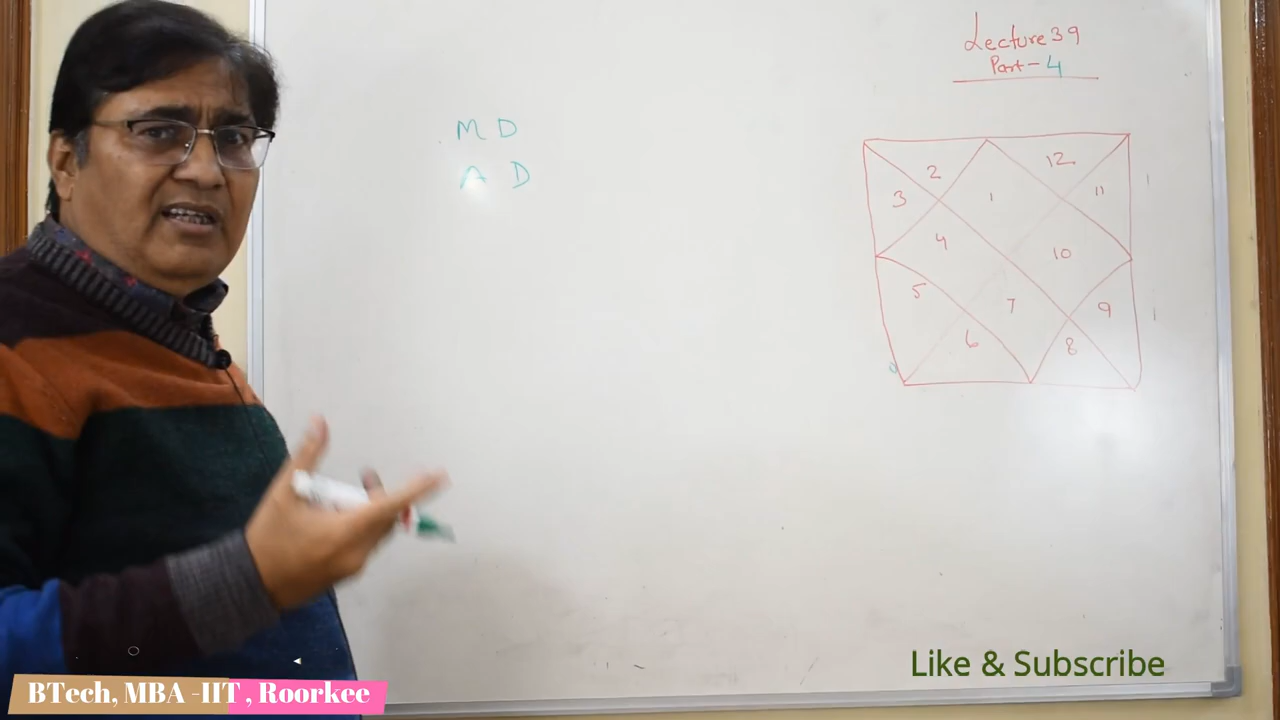 Lecture 39
Part - 4
M D
A D
2
12
3
1
11
4
10
5
7
9
6
8
Like & Subscribe
BTech, MBA -IIT , Roorkee